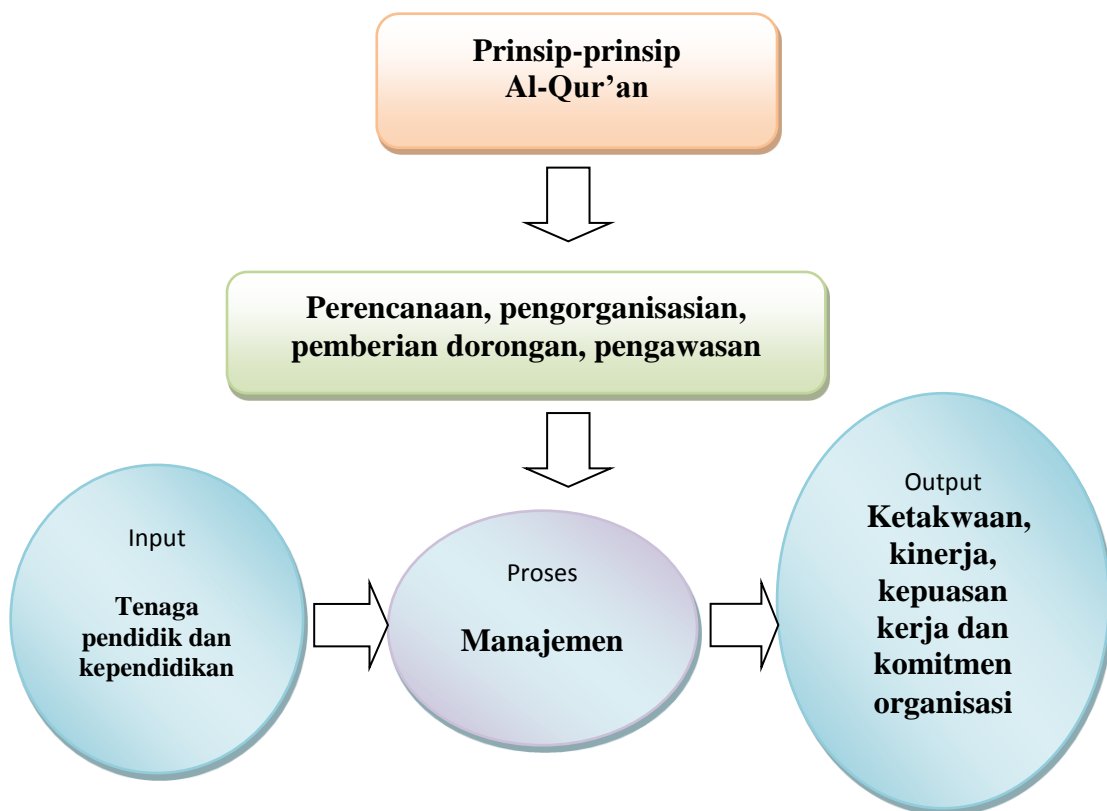 Prinsip-prinsip
Al-Qur’an
Perencanaan, pengorganisasian,
pemberian dorongan, pengawasan
Input
Tenaga
pendidik dan
kependidikan
Proses
Manajemen
Output
Ketakwaan,
kinerja,
kepuasan
kerja dan
komitmen
organisasi